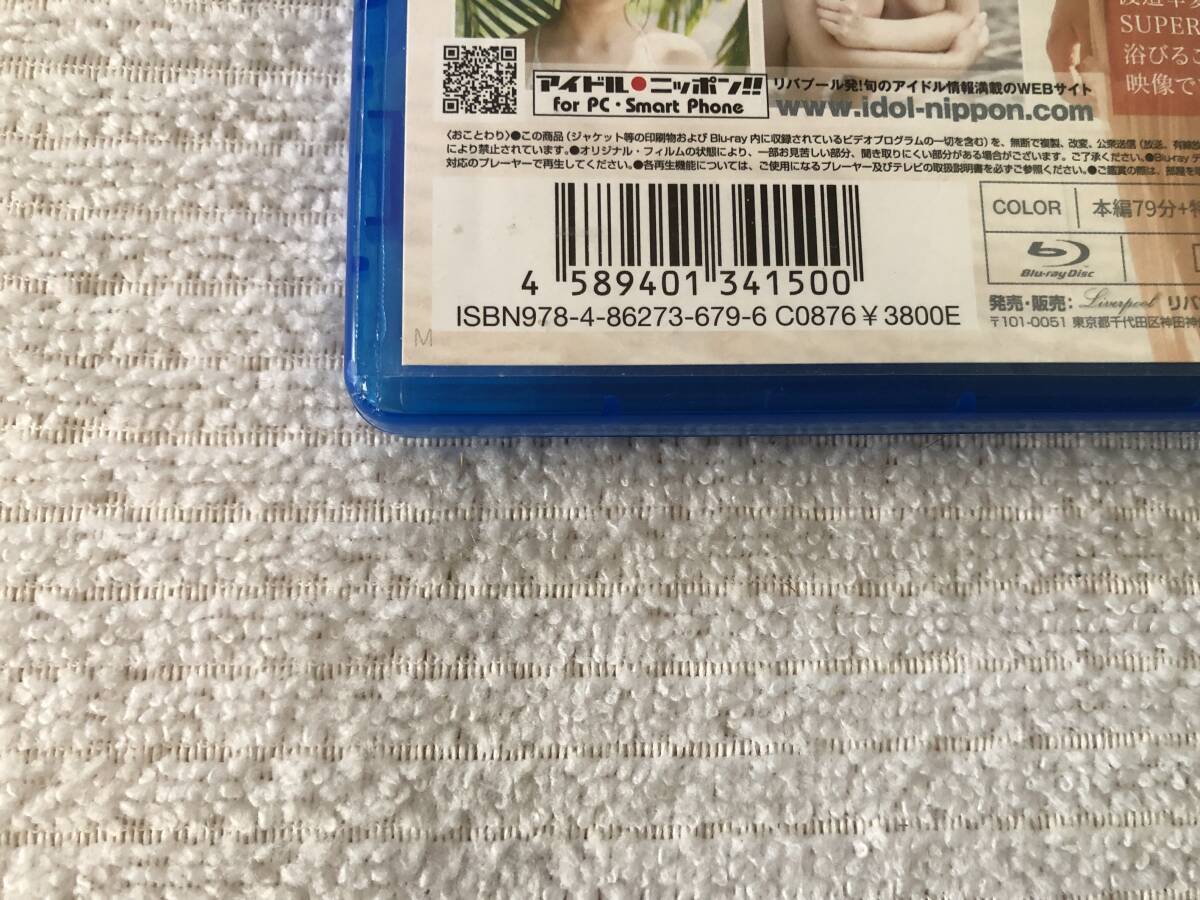 SUPER
浴びるこ
映像で
アイドル●ニッポン!!
for PC・Smart Phone
リバプール発!旬のアイドル情報満載のWEBサイト
www.idol-nippon.com
〈おことわり〉●この商品(ジャケット等の印刷物および Blu-ray 内に収録されているビデオプログラムの一切を含む)を、無断で複製、改変、公衆送信(放送、有線放
により禁止されています。●オリジナル・フィルムの状態により、一部お見苦しい部分、聞き取りにくい部分がある場合がございます。ご了承ください。●Blu-ray
対応のプレーヤーで再生してください。●各再生機能については、ご使用になるプレーヤー及びテレビの取扱説明書を必ずご参照ください。●ご鑑賞の際は、部屋を明
4 589401 341500
ISBN978-4-86273-679-6 C0876 ¥3800E
M
COLOR
本編79分+特
Blu-ray Disc
発売・販売: Liverpool リバ
〒101-0051 東京都千代田区神田神